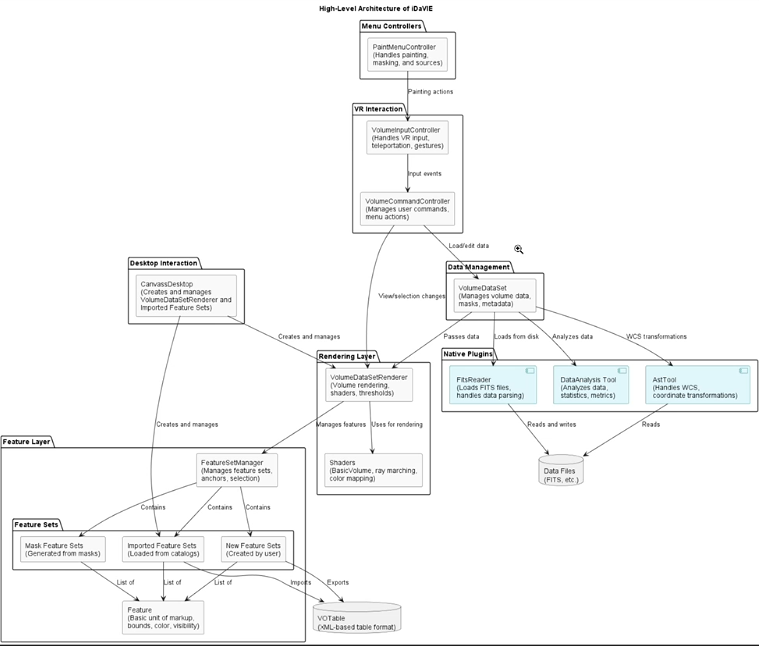 High-Level Architecture of iDaVIE
Menu Controllers
PaintMenuController
(Handles painting,
masking, and sources)
Painting actions
VR Interaction
VolumeInputController
(Handles VR input,
teleportation, gestures)
Input events
VolumeCommandController
(Manages user commands,
menu actions)
Load/edit data
Desktop Interaction
CanvassDesktop
(Creates and manages
VolumeDataSetRenderer and
Imported Feature Sets)
Data Management
VolumeDataSet
(Manages volume data,
masks, metadata)
View/selection changes
Creates and manages
Passes data
Loads from disk
Analyzes data
WCS transformations
Rendering Layer
VolumeDataSetRenderer
(Volume rendering,
shaders, thresholds)
Native Plugins
FitsReader
(Loads FITS files,
handles data parsing)
DataAnalysis Tool
(Analyzes data,
statistics, metrics)
AstTool
(Handles WCS,
coordinate transformations)
Creates and manages
Manages features
Uses for rendering
Reads and writes
Reads
Feature Layer
FeatureSetManager
(Manages feature sets,
anchors, selection)
Shaders
(BasicVolume, ray marching,
color mapping)
Data Files
(FITS, etc.)
Contains
Contains
Contains
Feature Sets
Mask Feature Sets
(Generated from masks)
Imported Feature Sets
(Loaded from catalogs)
New Feature Sets
(Created by user)
List of
List of
List of
Imports
Exports
Feature
(Basic unit of markup,
bounds, color, visibility)
VOTable
(XML-based table format)